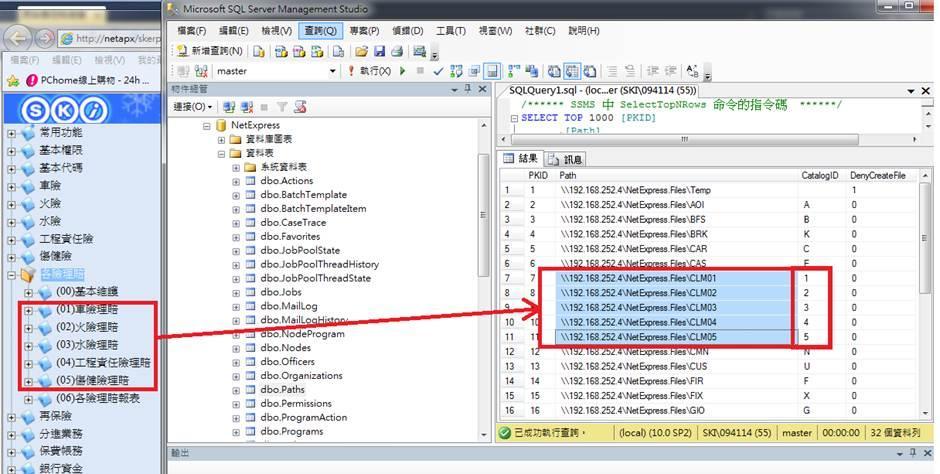 http://netapx/skerp
檔案(F) 編輯(E) 檢視(V) 我的
PChome線上購物 - 24h
SKi
常用功能
基本權限
基本代碼
車險
火險
水險
工程責任險
傷健險
各險理賠
(00)基本維護
(01)車險理賠
(02)火險理賠
(03)水險理賠
(04)工程責任險理賠
(05)傷健險理賠
(06)各險理賠報表
再保險
分進業務
保費帳務
銀行資金
Microsoft SQL Server Management Studio
檔案(F) 編輯(E) 檢視(V) 查詢(Q) 專案(P) 偵錯(D) 工具(T) 視窗(W) 社群(C) 說明(H)
新增查詢(N)
master 執行(X)
物件總管
連接(O)
NetExpress
資料庫圖表
資料表
系統資料表
dbo.Actions
dbo.BatchTemplate
dbo.BatchTemplateItem
dbo.CaseTrace
dbo.Favorites
dbo.JobPoolState
dbo.JobPoolThreadHistory
dbo.JobPoolThreadState
dbo.Jobs
dbo.MailLog
dbo.MailLogHistory
dbo.NodeProgram
dbo.Nodes
dbo.Officers
dbo.Organizations
dbo.Paths
dbo.Permissions
dbo.ProgramAction
dbo.Programs
SQLQuery1.sql - (loc...er (SKI\094114 (55))
/****** SSMS 中 SelectTopNRows 命令的指令碼 ******/
SELECT TOP 1000 [PKID]
,[Path]
結果 訊息
PKID Path CatalogID DenyCreateFile
1 1 \\192.168.252.4\NetExpress.Files\Temp 1
2 2 \\192.168.252.4\NetExpress.Files\AOI A 0
3 3 \\192.168.252.4\NetExpress.Files\BFS B 0
4 4 \\192.168.252.4\NetExpress.Files\BRK K 0
5 5 \\192.168.252.4\NetExpress.Files\CAR C 0
6 6 \\192.168.252.4\NetExpress.Files\CAS 0
7 7 \\192.168.252.4\NetExpress.Files\CLM01 1 0
8 8 \\192.168.252.4\NetExpress.Files\CLM02 2 0
9 \\192.168.252.4\NetExpress.Files\CLM03 3 0
10 10 \\192.168.252.4\NetExpress.Files\CLM04 4 0
11 11 \\192.168.252.4\NetExpress.Files\CLM05 5 0
12 12 \\192.168.252.4\NetExpress.Files\CMN N 0
13 13 \\192.168.252.4\NetExpress.Files\CUS U 0
14 14 \\192.168.252.4\NetExpress.Files\FIR F 0
15 15 \\192.168.252.4\NetExpress.Files\FIX X 0
16 16 \\192.168.252.4\NetExpress.Files\GIO G 0
已成功執行查詢。 (local) (10.0 SP2) SKI\094114 (55) master 00:00:00 32 個資料列
輸出